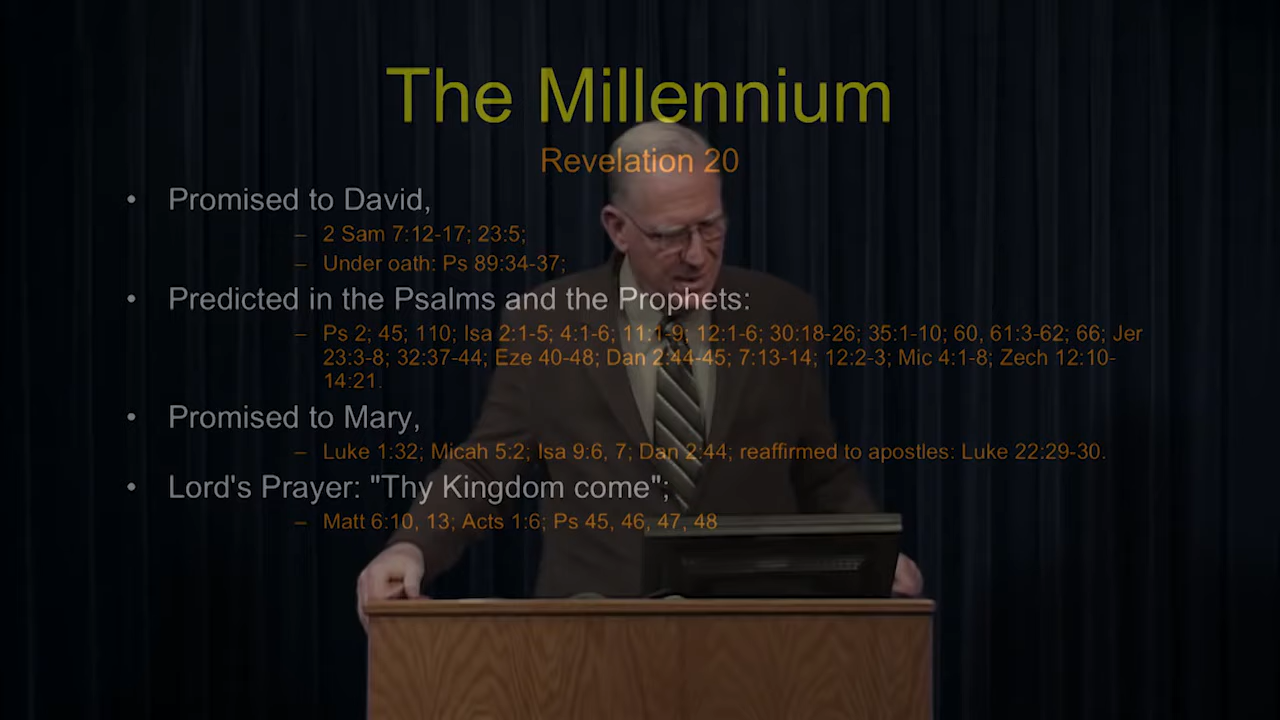 The Millennium
Revelation 20
• Promised to David,
– 2 Sam 7:12-17; 23:5;
– Under oath: Ps 89:34-37;
• Predicted in the Psalms and the Prophets:
– Ps 2; 45; 110; Isa 2:1-5; 4:1-6; 11:1-9; 12:1-6; 30:18-26; 35:1-10; 60, 61:3-62; 66; Jer
23:3-8; 32:37-44; Eze 40-48; Dan 2:44-45; 7:13-14; 12:2-3; Mic 4:1-8; Zech 12:10-
14:21.
• Promised to Mary,
– Luke 1:32; Micah 5:2; Isa 9:6, 7; Dan 2:44; reaffirmed to apostles: Luke 22:29-30.
• Lord's Prayer: "Thy Kingdom come";
– Matt 6:10, 13; Acts 1:6; Ps 45, 46, 47, 48